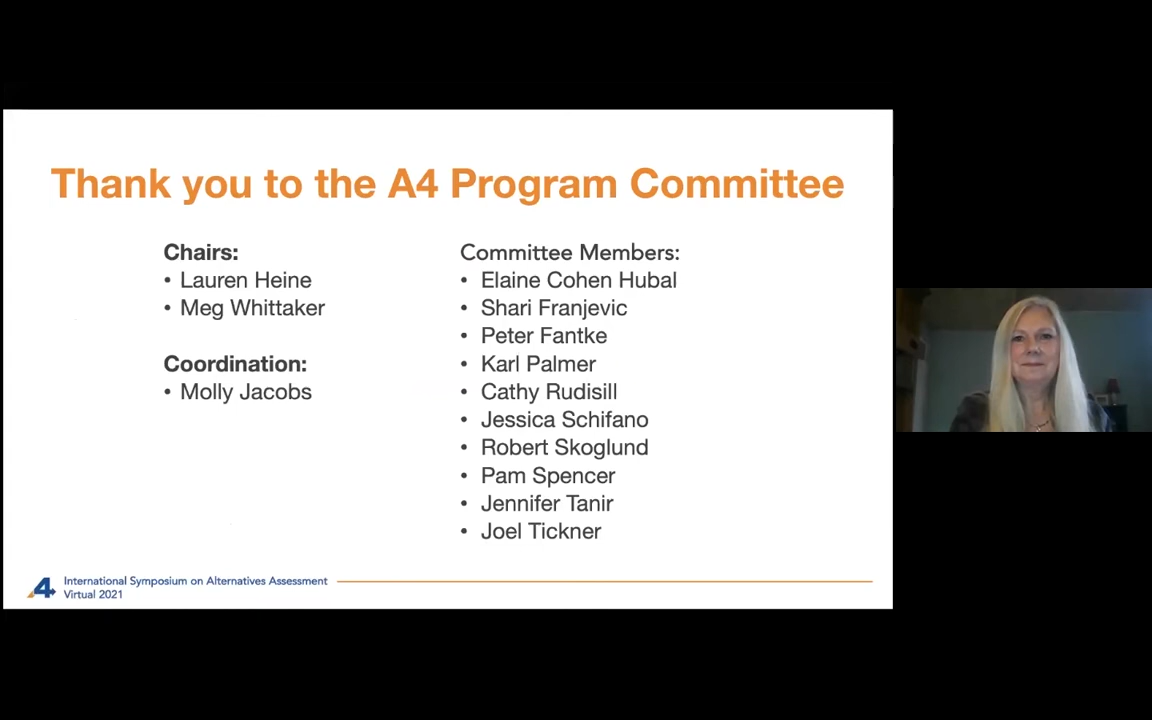 Thank you to the A4 Program Committee
Chairs:
• Lauren Heine
• Meg Whittaker
Coordination:
• Molly Jacobs
Committee Members:
• Elaine Cohen Hubal
• Shari Franjevic
• Peter Fantke
• Karl Palmer
• Cathy Rudisill
• Jessica Schifano
• Robert Skoglund
• Pam Spencer
• Jennifer Tanir
• Joel Tickner
A4
International Symposium on Alternatives Assessment
Virtual 2021